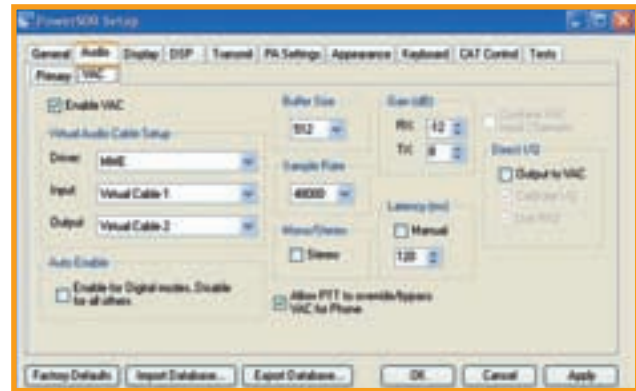 PowerSDR Setup
General Audio Display DSP Transmit PA Settings Appearance Keyboard CAT Control Tests
Primary VAC
Enable VAC
Buffer Size
512
Gain (dB)
RX: -12
TX:
Virtual Audio Cable Setup
Driver MME
Input Virtual Cable 1
Output Virtual Cable 2
Sample Rate
48000
Mono/Stereo
Stereo
Latency (ms)
Manual
120
Direct I/Q
Output to VAC
Auto Enable
Enable for Digital modes, Disable
for all others
Allow PTT to override/bypass
VAC for Phone
Factory Defaults Import Database... Export Database... OK Cancel Apply